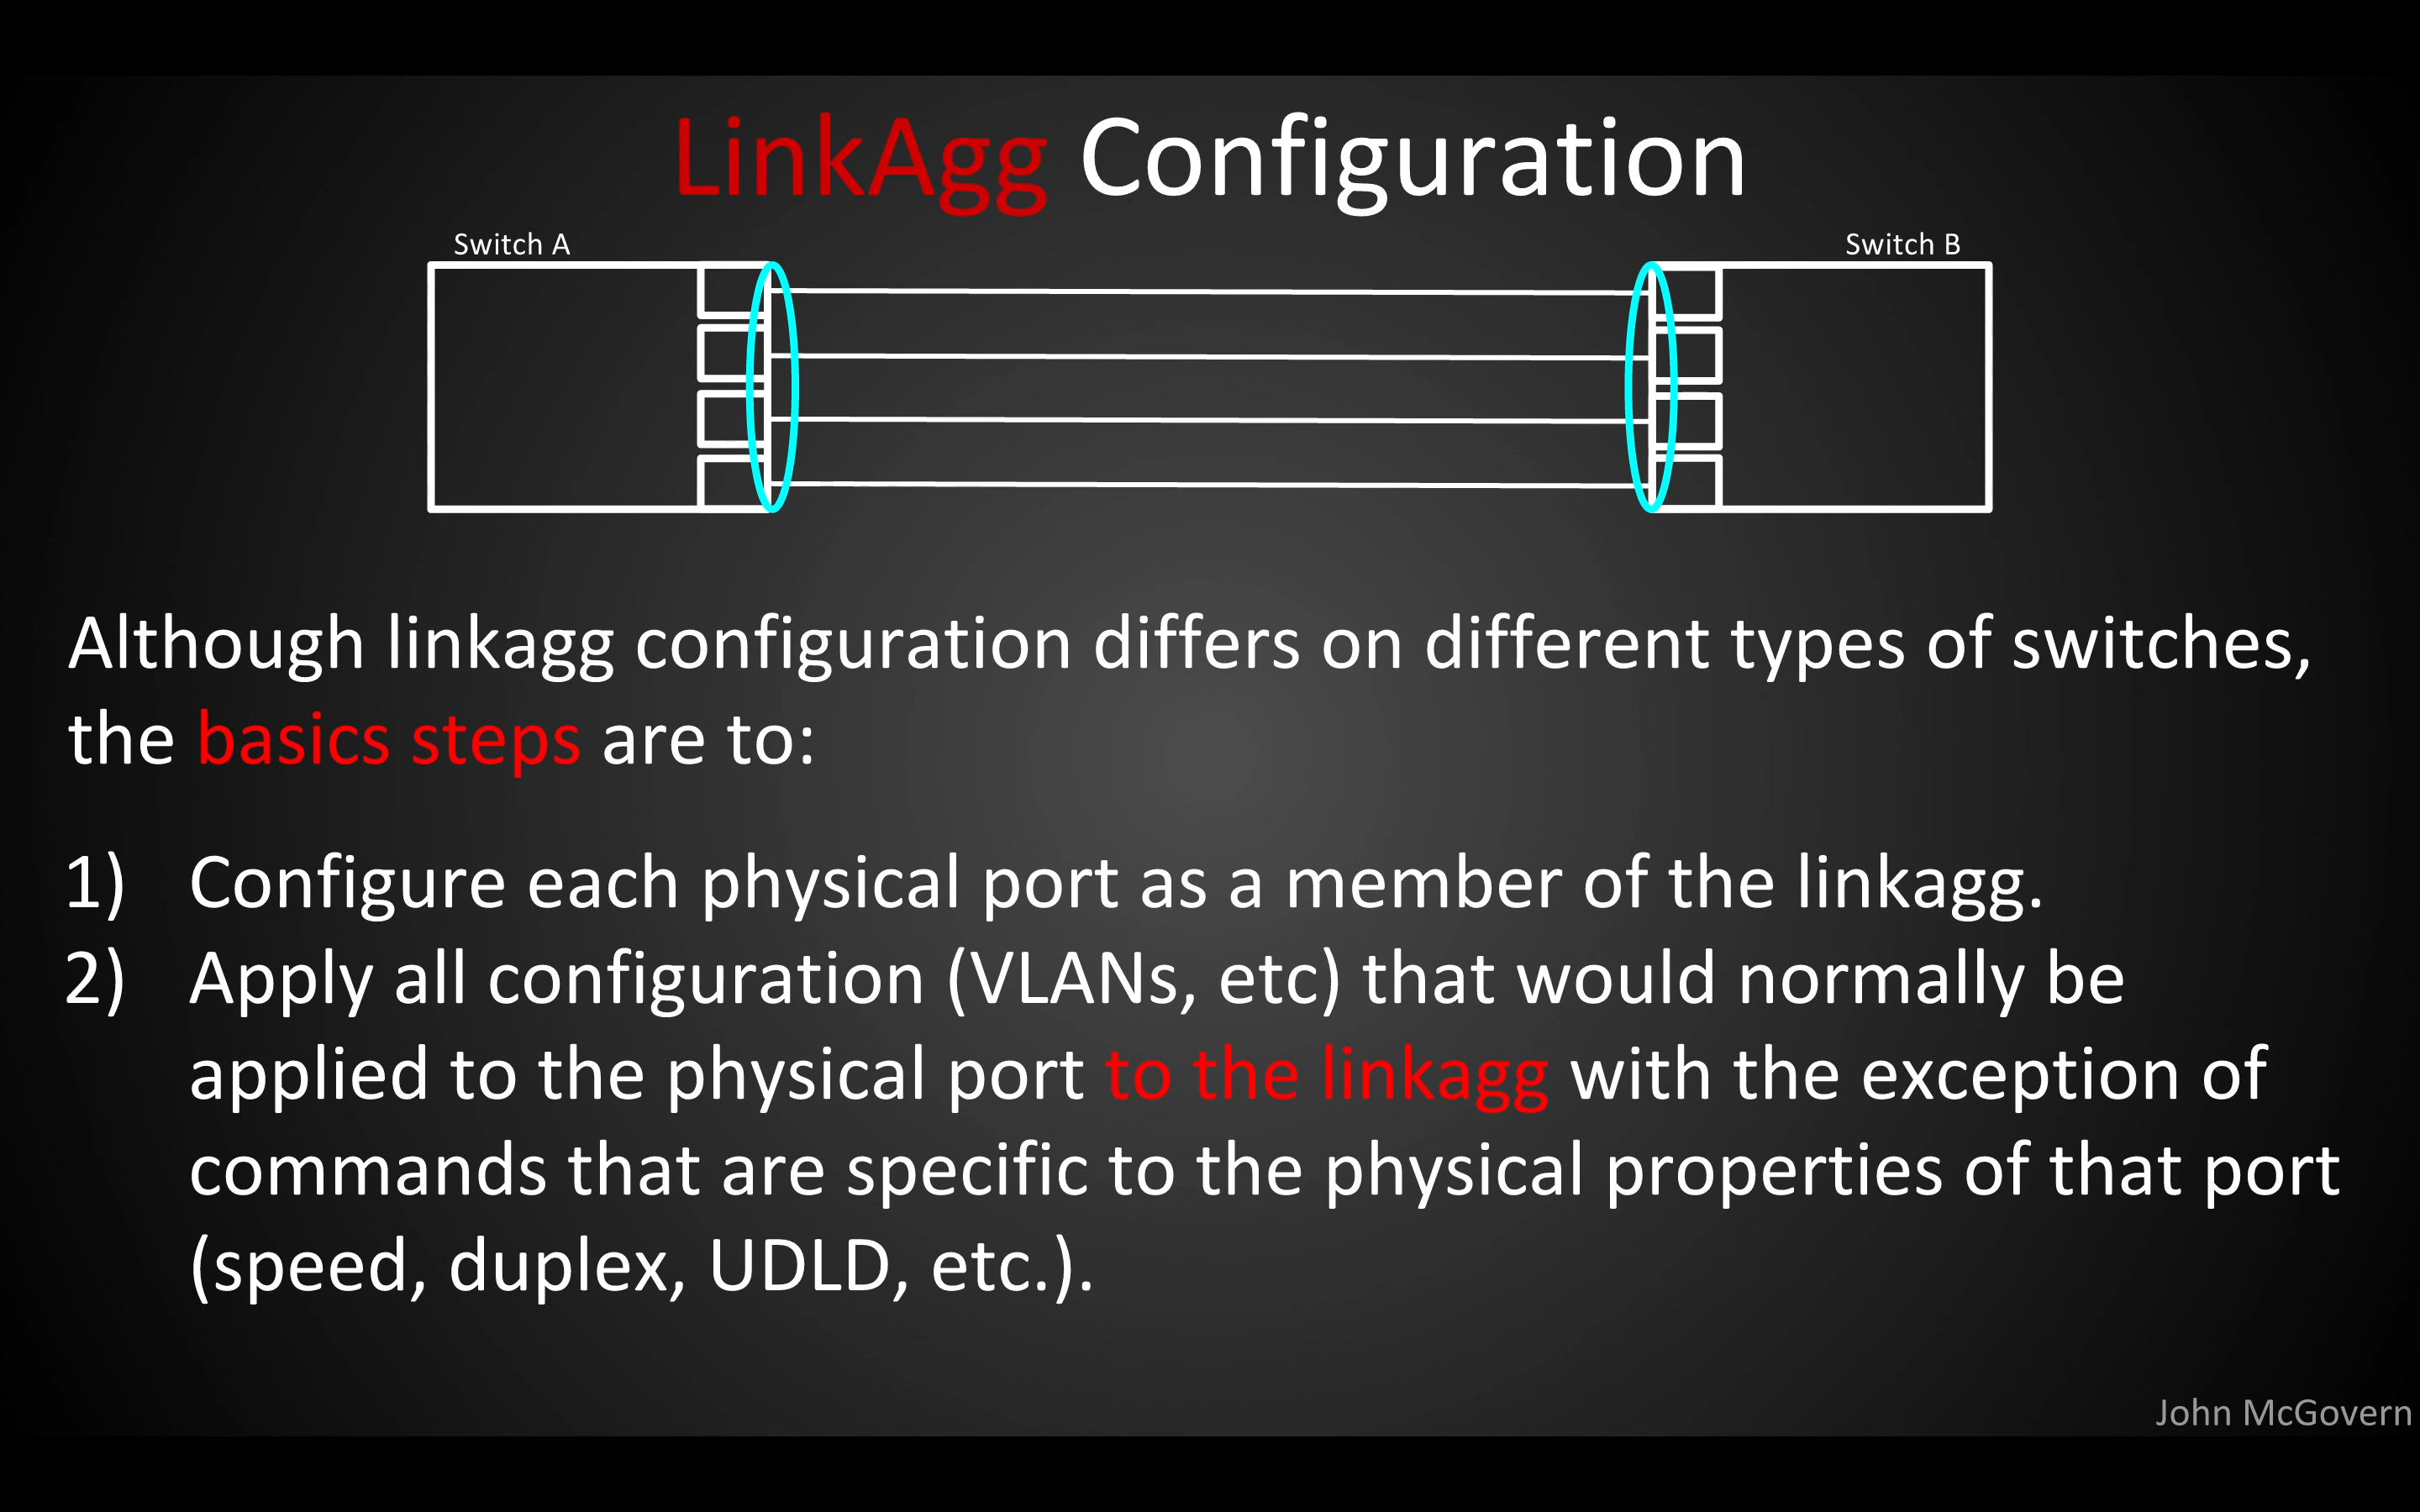 LinkAgg Configuration
Switch A
Switch B
Although linkagg configuration differs on different types of switches,
the basics steps are to:
1) Configure each physical port as a member of the linkagg.
2) Apply all configuration (VLANs, etc) that would normally be
applied to the physical port to the linkagg with the exception of
commands that are specific to the physical properties of that port
(speed, duplex, UDLD, etc.).
John McGovern